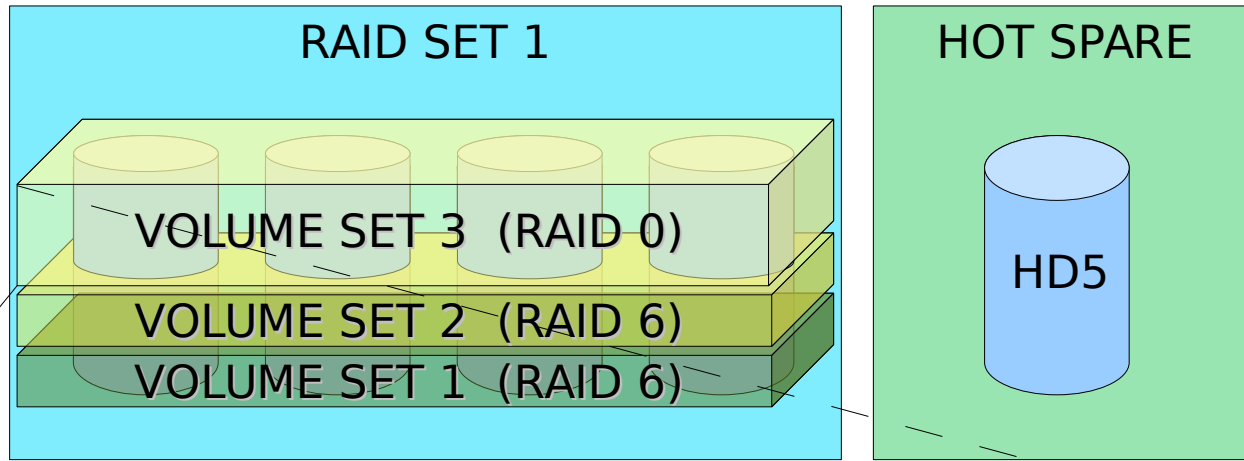 RAID SET 1
VOLUME SET 3 (RAID 0)
VOLUME SET 2 (RAID 6)
VOLUME SET 1 (RAID 6)
HOT SPARE
HD5